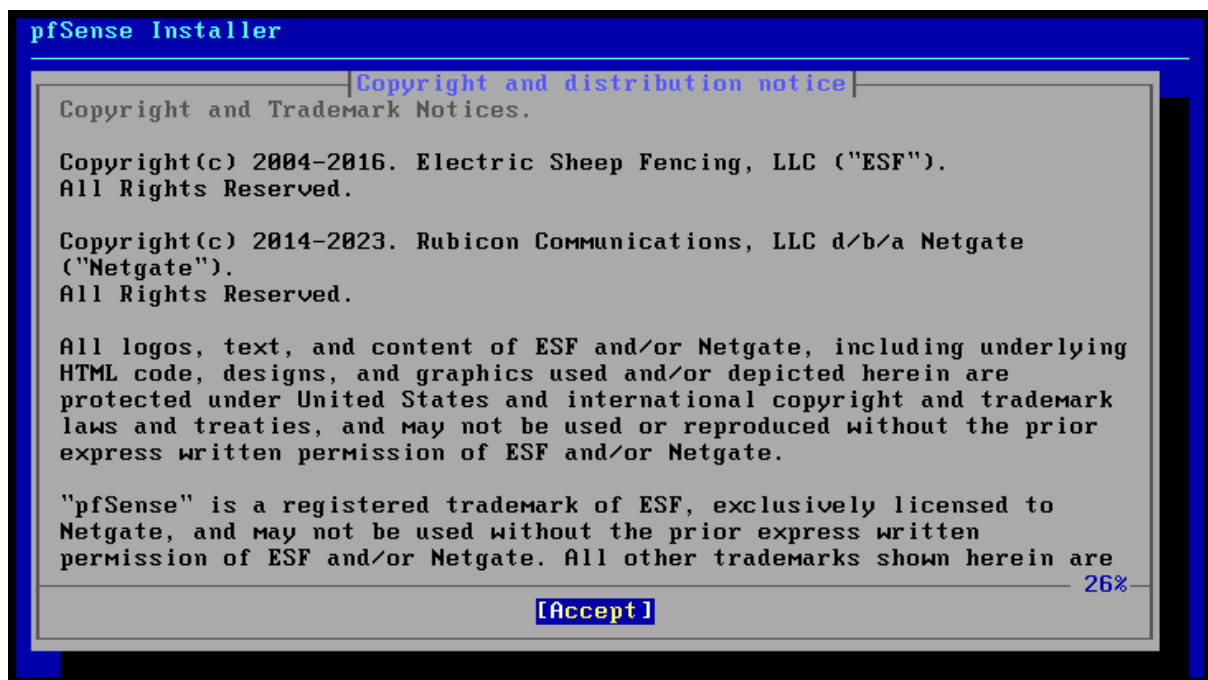 pfSense Installer
Copyright and distribution notice
Copyright and Trademark Notices.
Copyright(c) 2004-2016. Electric Sheep Fencing, LLC ("ESF").
All Rights Reserved.
Copyright(c) 2014-2023. Rubicon Communications, LLC d/b/a Netgate
("Netgate").
All Rights Reserved.
All logos, text, and content of ESF and/or Netgate, including underlying
HTML code, designs, and graphics used and/or depicted herein are
protected under United States and international copyright and trademark
laws and treaties, and may not be used or reproduced without the prior
express written permission of ESF and/or Netgate.
"pfSense" is a registered trademark of ESF, exclusively licensed to
Netgate, and may not be used without the prior express written
permission of ESF and/or Netgate. All other trademarks shown herein are
26%
[Accept]